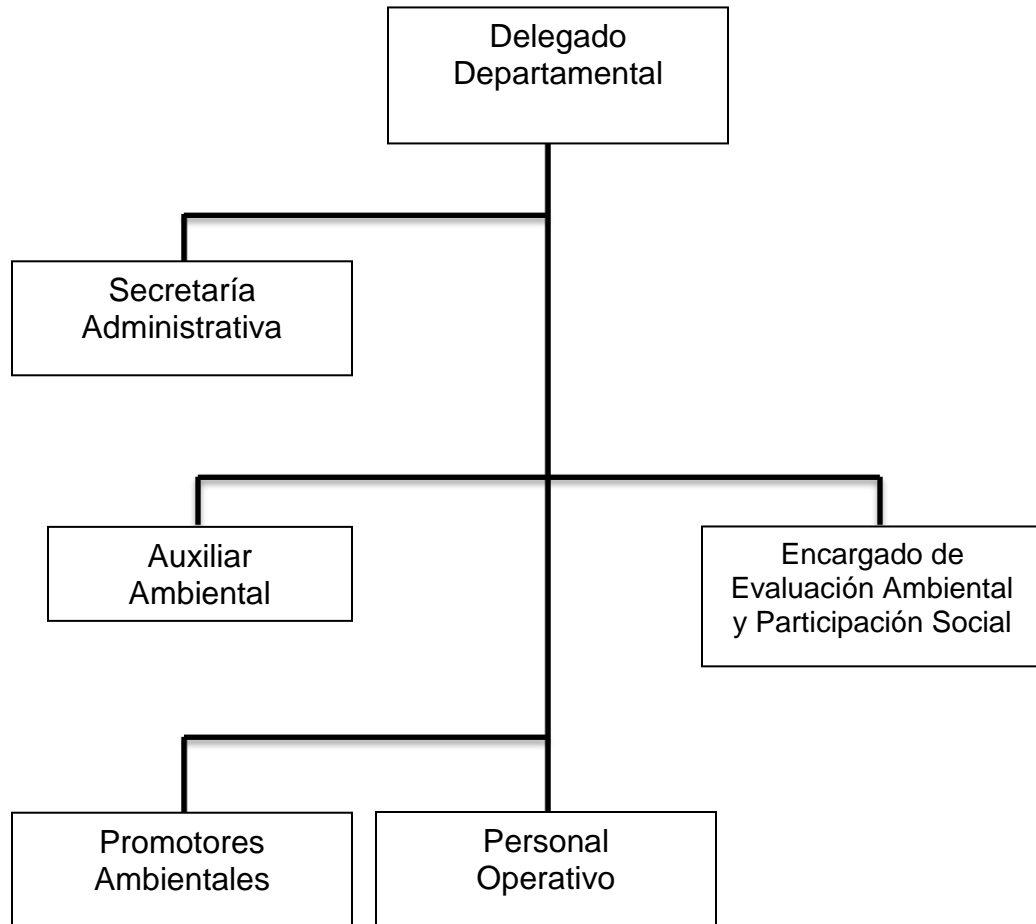 Delegado
Departamental
Secretaría
Administrativa
Auxiliar
Ambiental
Encargado de
Evaluación Ambiental
y Participación Social
Promotores
Ambientales
Personal
Operativo